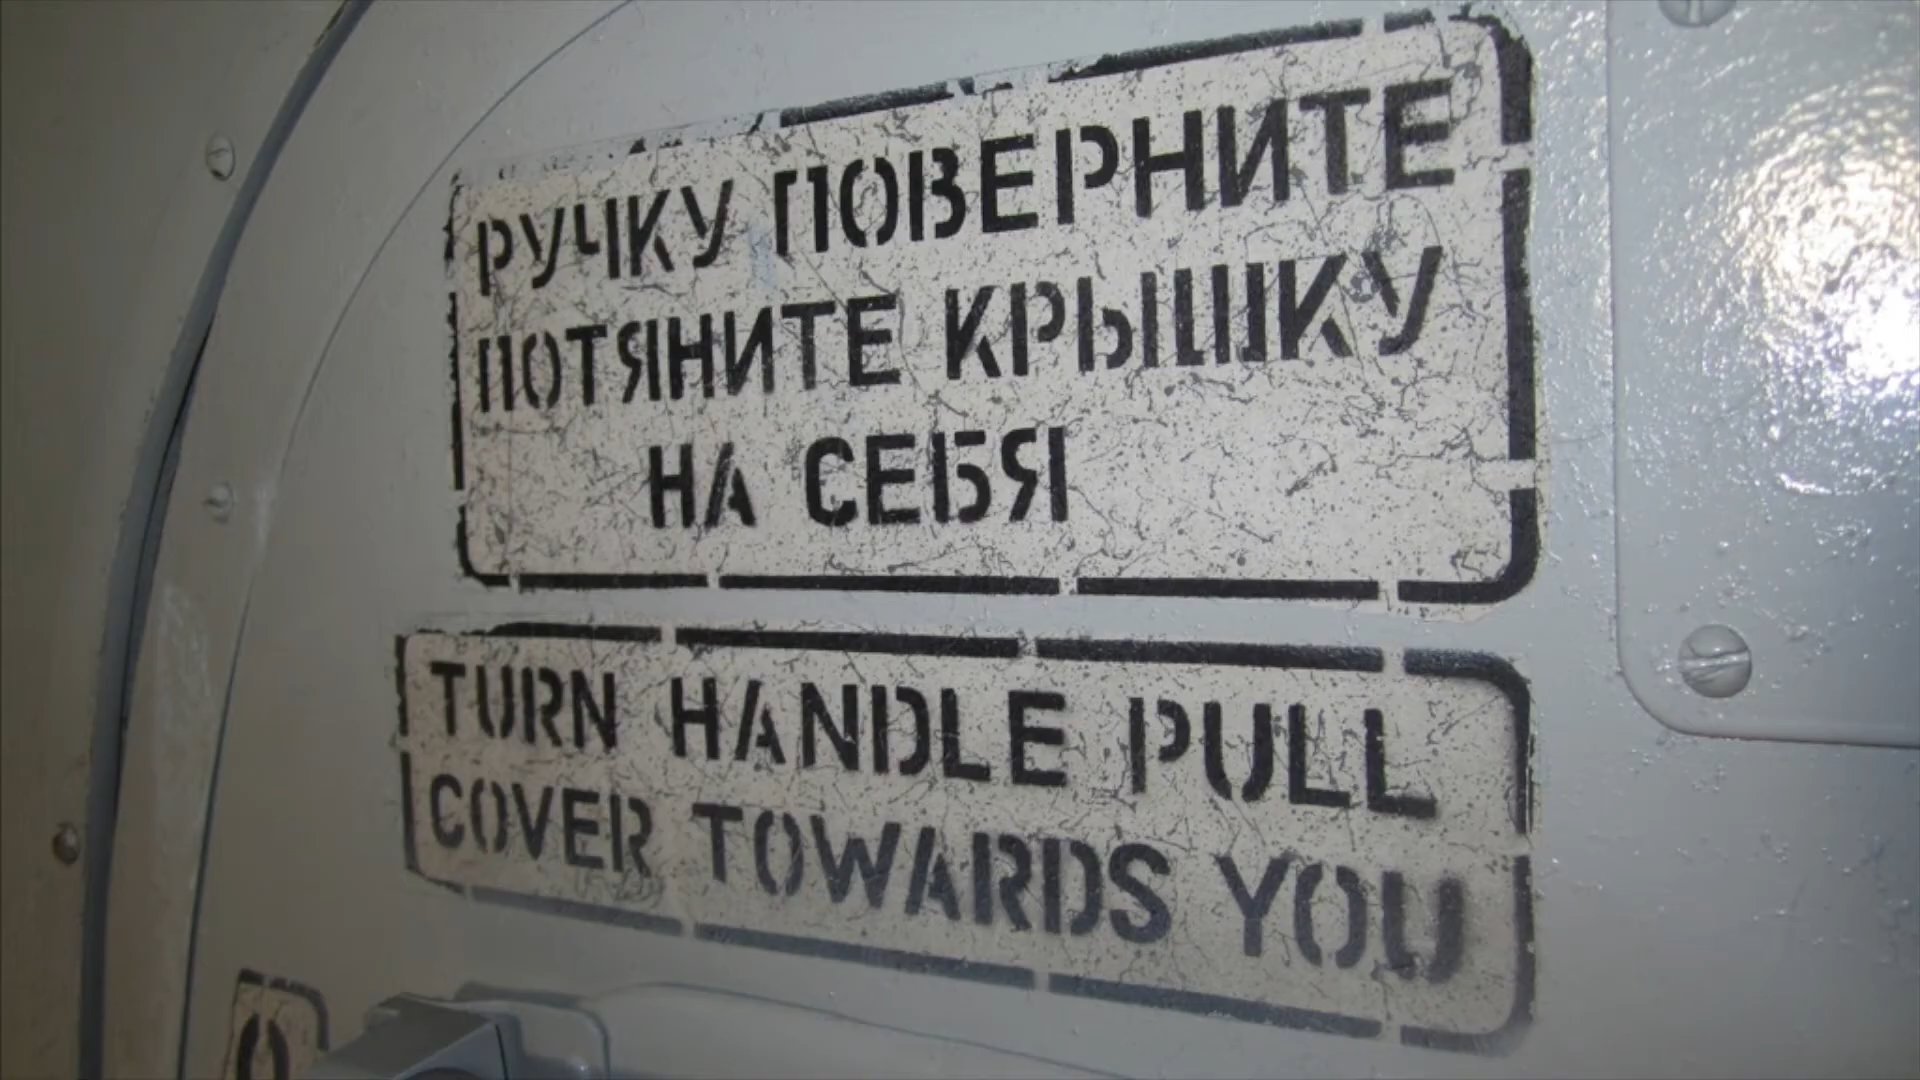 РУЧКУ ПОВЕРНИТЕ
ПОТЯНИТЕ КРЫШКУ
НА СЕБЯ
TURN HANDLE PULL
COVER TOWARDS YOU